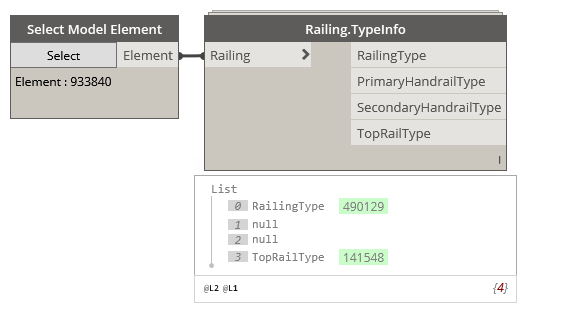 Select Model Element
Select
Element
Element : 933840
Railing.TypeInfo
Railing
RailingType
PrimaryHandrailType
SecondaryHandrailType
TopRailType
I
List
0 RailingType 490129
1 null
2 null
3 TopRailType 141548
@L2 @L1
{4}